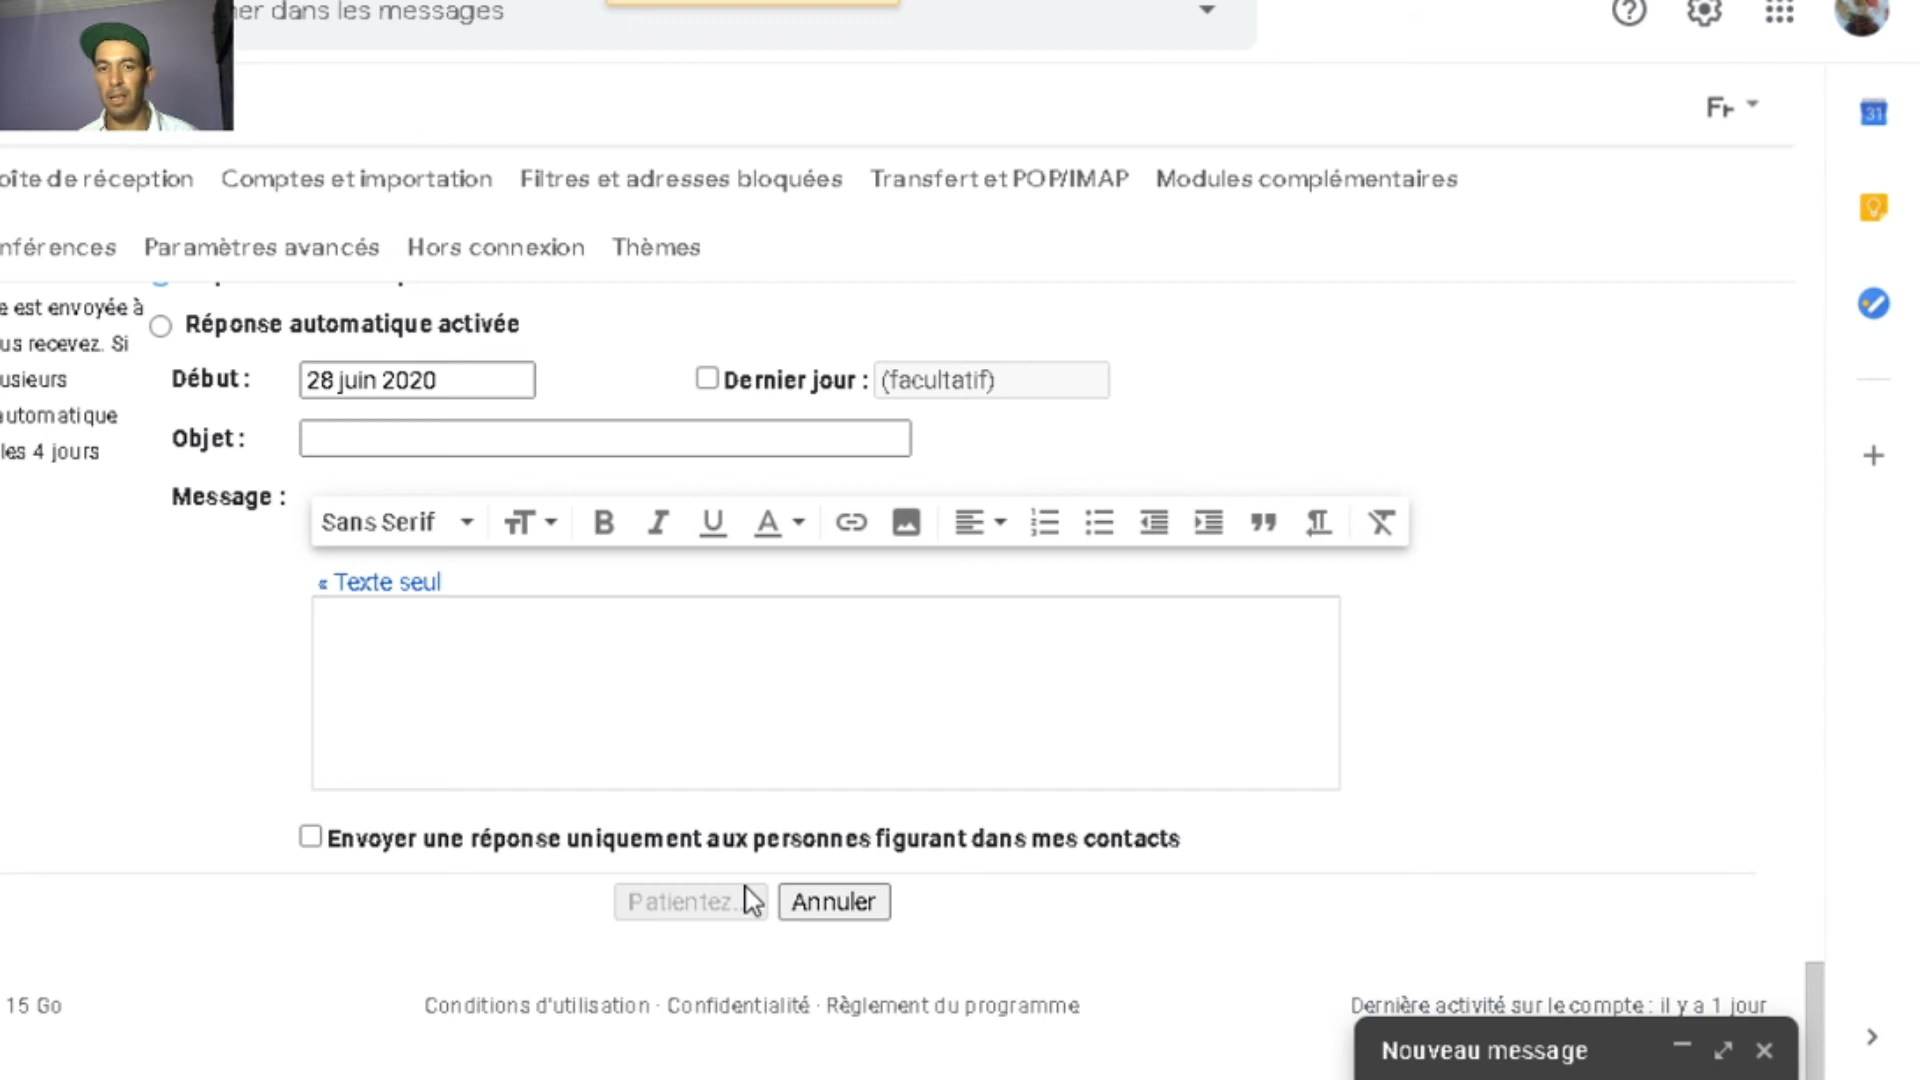 her dans les messages
Fr
oîte de réception Comptes et importation Filtres et adresses bloquées Transfert et POP/IMAP Modules complémentaires
nférences Paramètres avancés Hors connexion Thèmes
e est envoyée à
us recevez. Si
usieurs
automatique
les 4 jours
Réponse automatique activée
Début : 28 juin 2020 Dernier jour : (facultatif)
Objet :
Message :
Sans Serif
« Texte seul
Envoyer une réponse uniquement aux personnes figurant dans mes contacts
Patientez... Annuler
15 Go
Conditions d'utilisation · Confidentialité · Règlement du programme
Dernière activité sur le compte : il y a 1 jour
Nouveau message
31